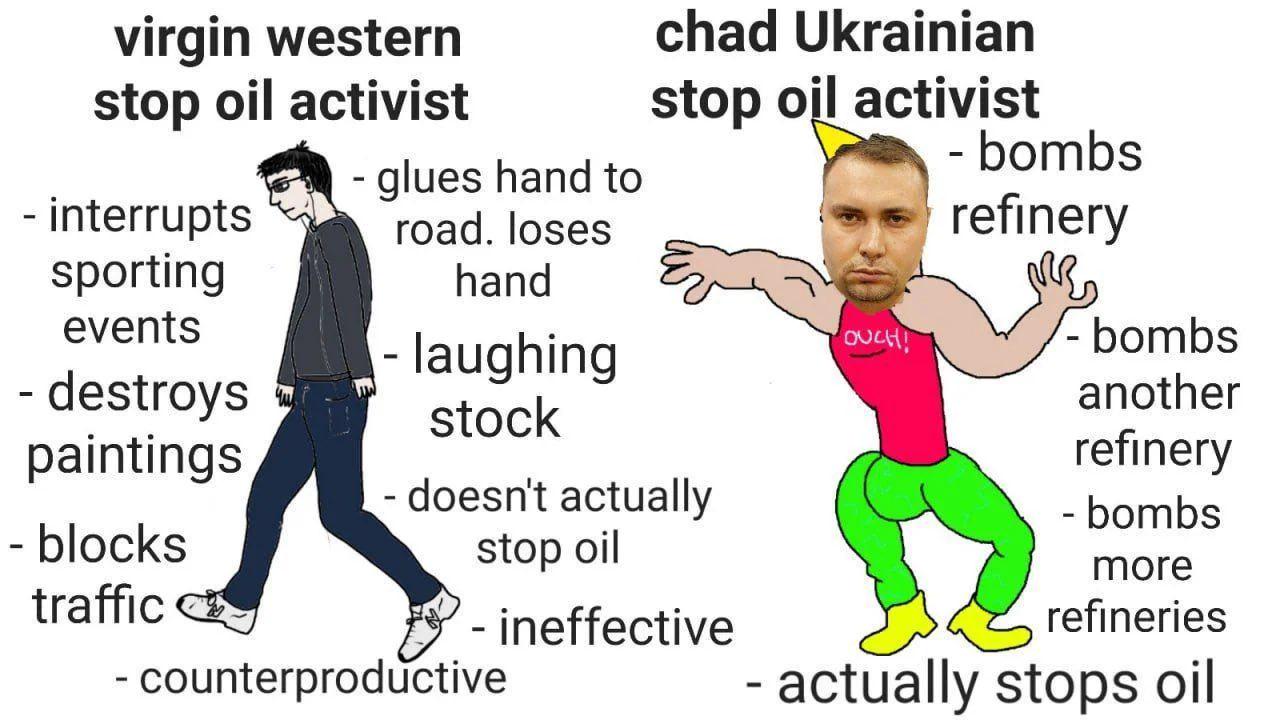 virgin western
stop oil activist
- interrupts
sporting
events
- destroys
paintings
- blocks
traffic
- glues hand to
road. loses
hand
- laughing
stock
- doesn't actually
stop oil
- ineffective
- counterproductive
chad Ukrainian
stop oil activist
- bombs
refinery
OUCH!
- bombs
another
refinery
- bombs
more
refineries
- actually stops oil